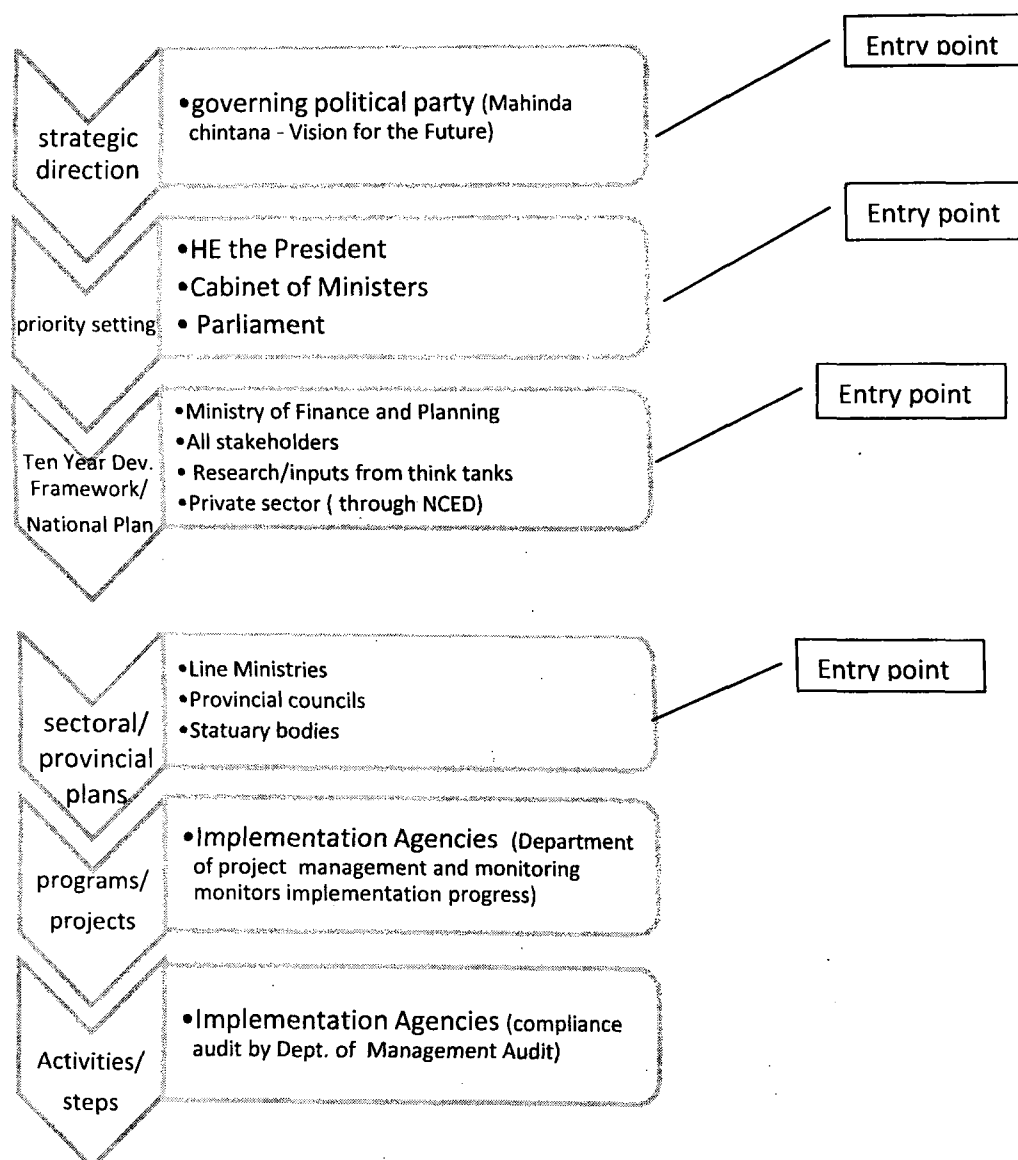 Entry point
strategic
direction
•governing political party (Mahinda
chintana - Vision for the Future)
Entry point
priority setting
•HE the President
•Cabinet of Ministers
• Parliament
Entry point
Ten Year Dev.
Framework/
National Plan
•Ministry of Finance and Planning
•All stakeholders
• Research/inputs from think tanks
•Private sector ( through NCED)
Entry point
sectoral/
provincial
plans
•Line Ministries
•Provincial councils
•Statuary bodies
programs/
projects
•Implementation Agencies (Department
of project management and monitoring
monitors implementation progress)
Activities/
steps
•Implementation Agencies (compliance
audit by Dept. of Management Audit)